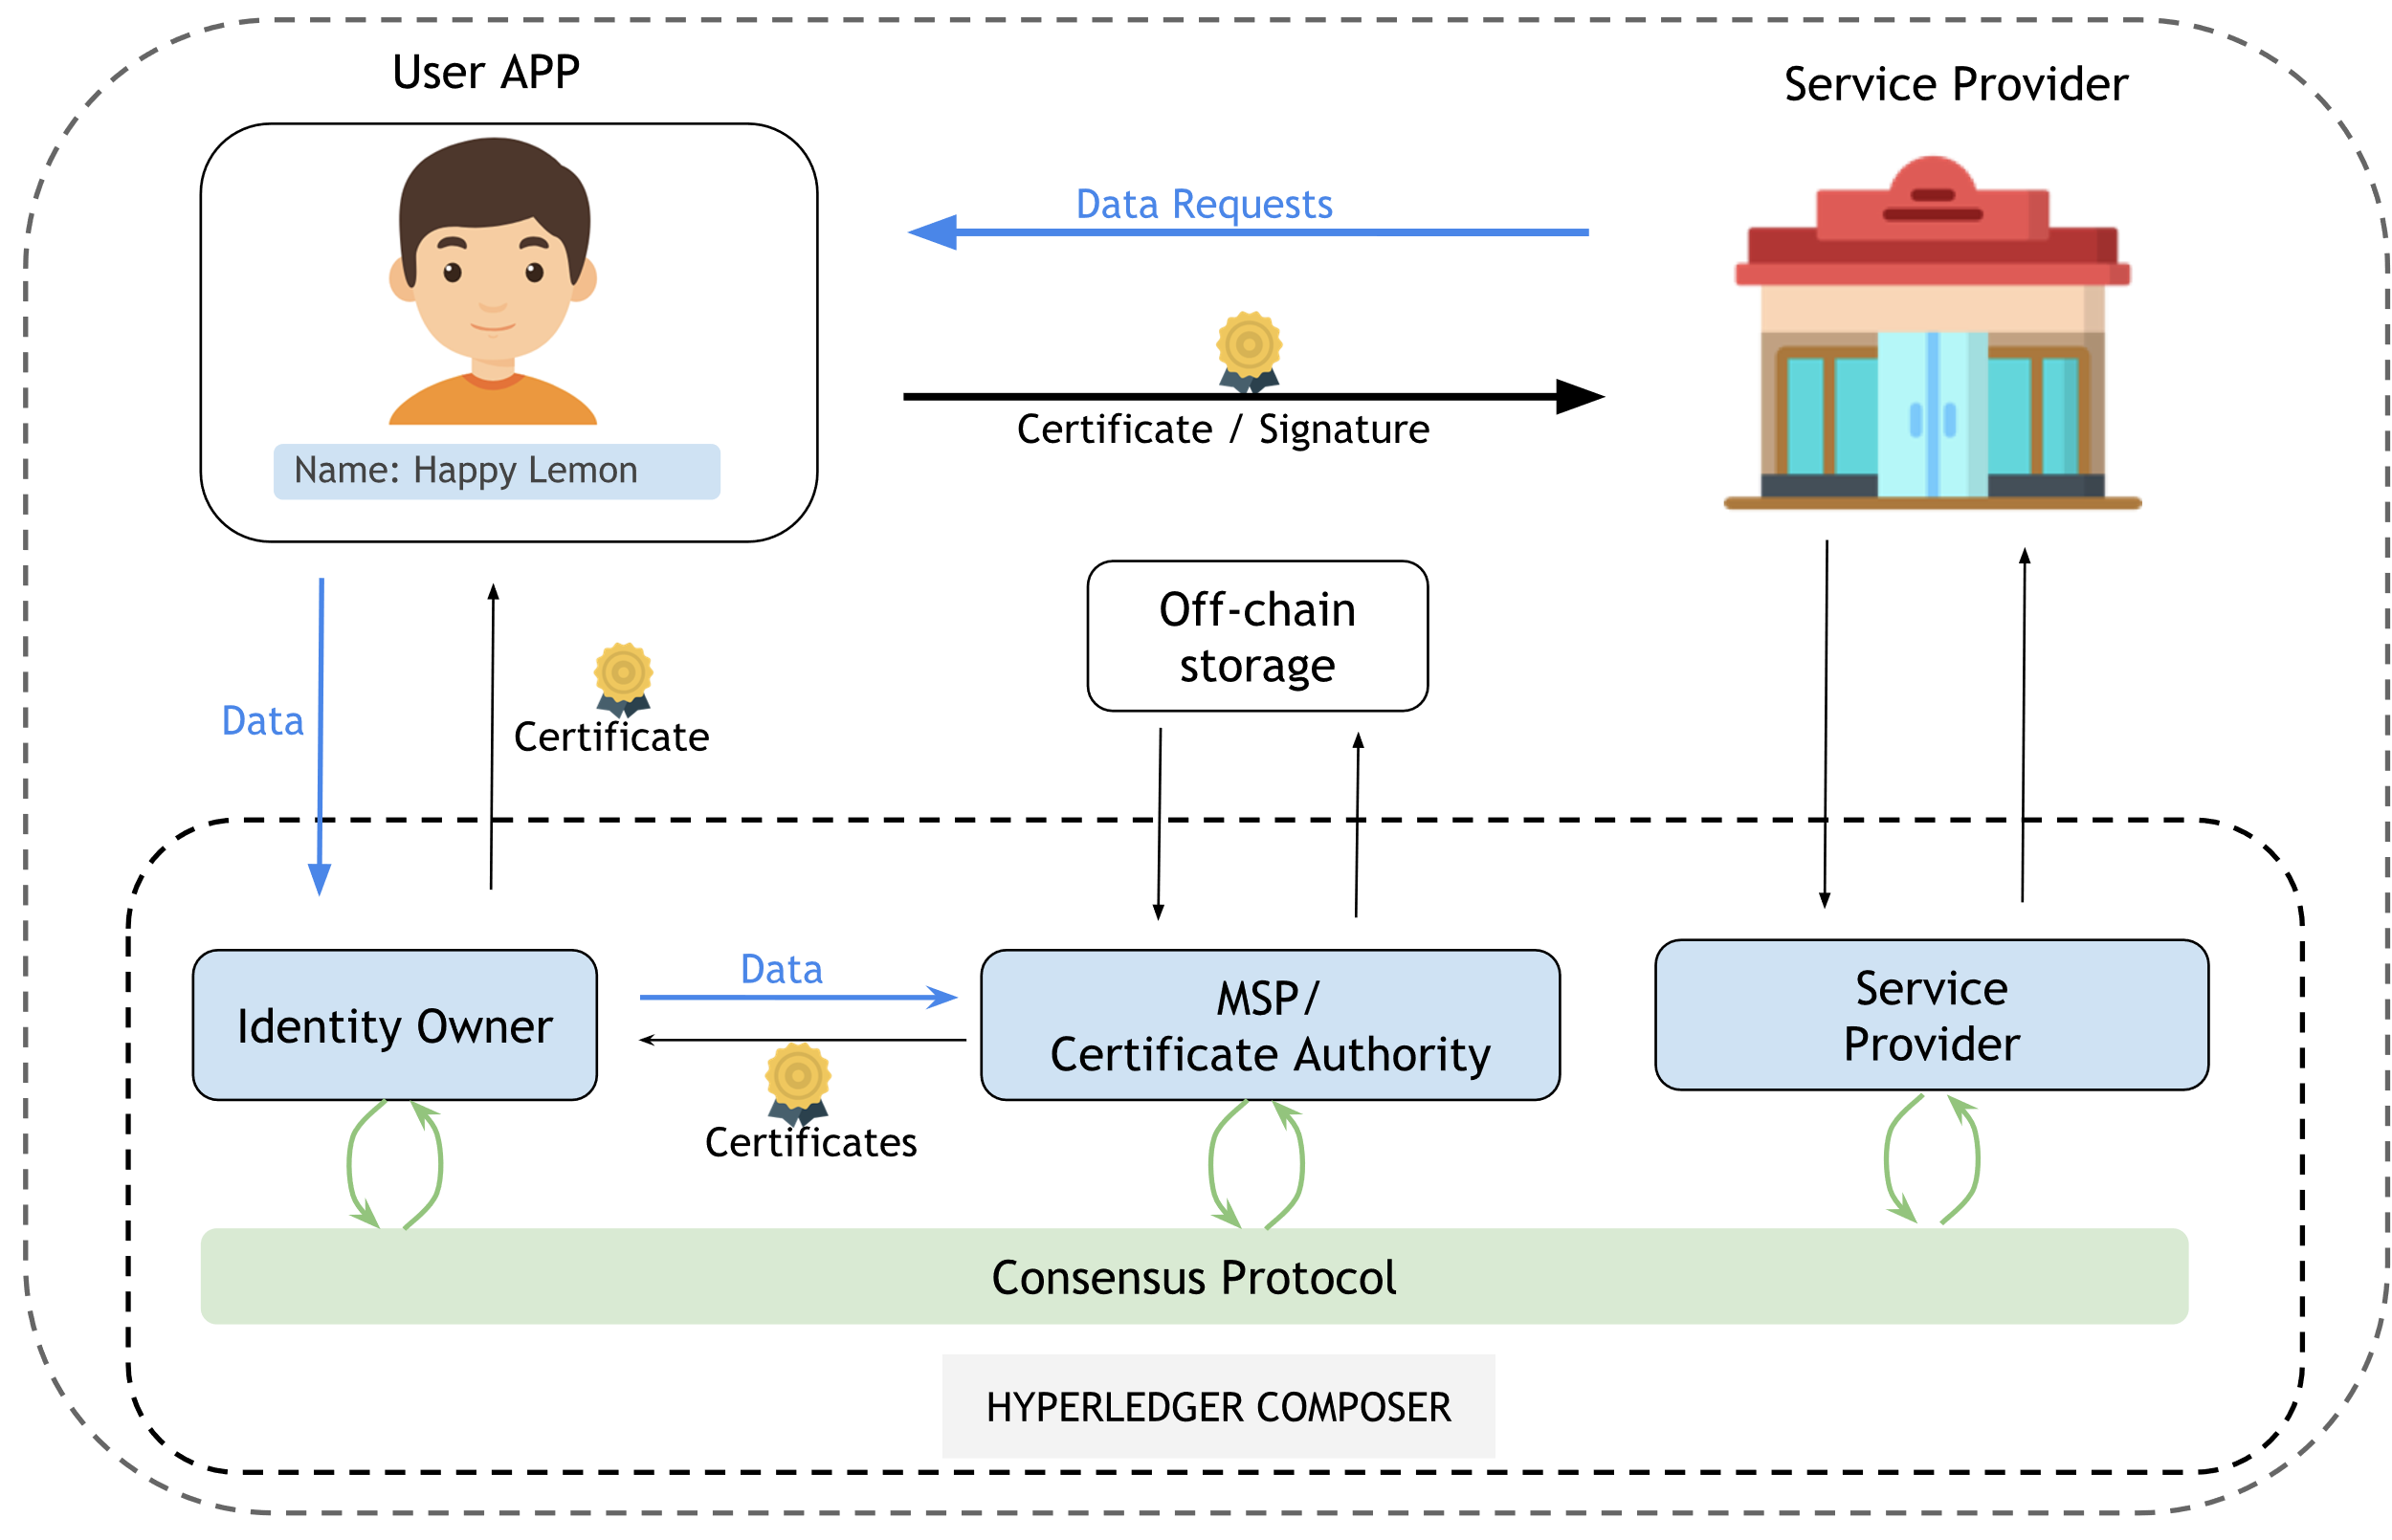 User APP
Service Provider
Data Requests
Certificate / Signature
Name: Happy Lemon
Off-chain
storage
Data
Certificate
Identity Owner
Data
Certificates
MSP/
Certificate Authority
Service
Provider
Consensus Protocol
HYPERLEDGER COMPOSER